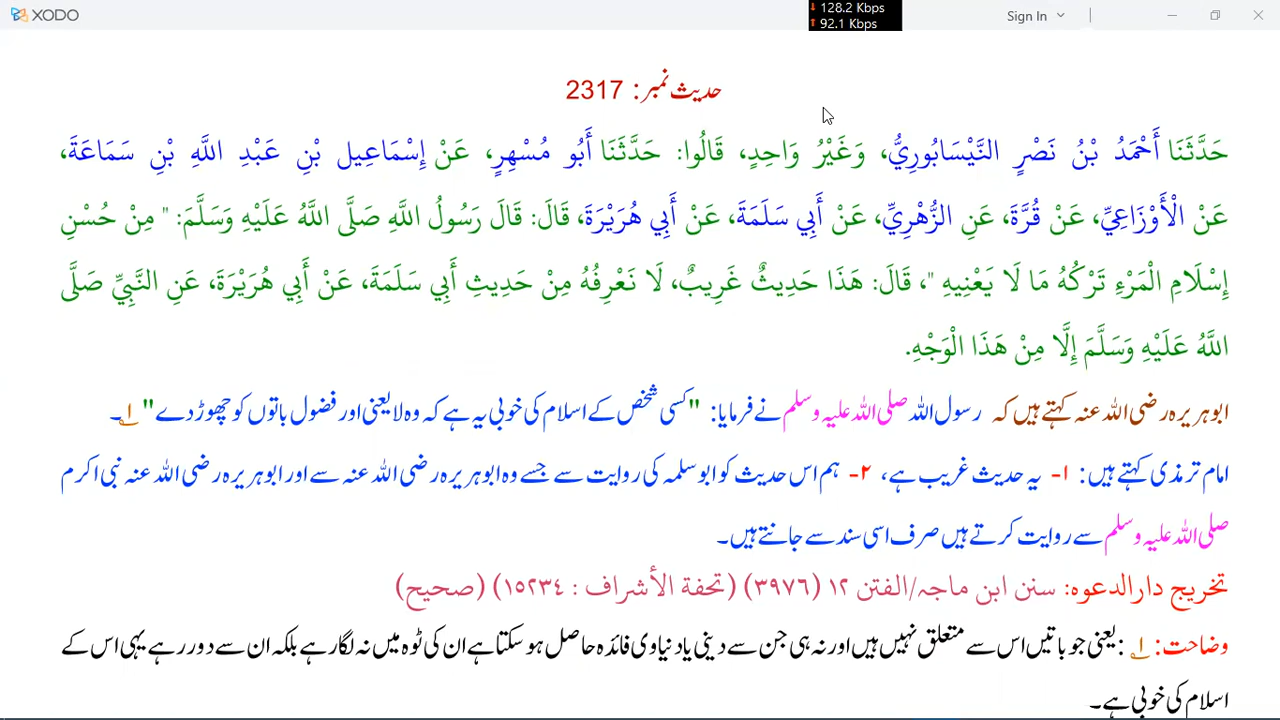 XODO
↓ 128.2 Kbps
↑ 92.1 Kbps
Sign In
حدیث نمبر: 2317
حَدَّثَنَا أَحْمَدُ بْنُ نَصْرٍ النَّيْسَابُورِيُّ، وَغَيْرُ وَاحِدٍ، قَالُوا: حَدَّثَنَا أَبُو مُسْهِرٍ، عَنْ إِسْمَاعِيل بْنِ عَبْدِ اللَّهِ بْنِ سَمَاعَةَ،
عَنْ الْأَوْزَاعِيِّ، عَنْ قُرَّةَ، عَنِ الزُّهْرِيِّ، عَنْ أَبِي سَلَمَةَ، عَنْ أَبِي هُرَيْرَةَ، قَالَ: قَالَ رَسُولُ اللَّهِ صَلَّى اللَّهُ عَلَيْهِ وَسَلَّمَ: " مِنْ حُسْنِ
إِسْلَامِ الْمَرْءِ تَرْكُهُ مَا لَا يَعْنِيهِ "، قَالَ: هَذَا حَدِيثٌ غَرِيبٌ، لَا نَعْرِفُهُ مِنْ حَدِيثِ أَبِي سَلَمَةَ، عَنْ أَبِي هُرَيْرَةَ، عَنِ النَّبِيِّ صَلَّى
اللَّهُ عَلَيْهِ وَسَلَّمَ إِلَّا مِنْ هَذَا الْوَجْهِ.
ابوہریرہ رضی اللہ عنہ کہتے ہیں کہ رسول اللہ صلی اللہ علیہ وسلم نے فرمایا: "کسی شخص کے اسلام کی خوبی یہ ہے کہ وہ لایعنی اور فضول باتوں کو چھوڑ دے" ۱؎۔
امام ترمذی کہتے ہیں: ۱- یہ حدیث غریب ہے، ۲- ہم اس حدیث کو ابوسلمہ کی روایت سے جسے وہ ابوہریرہ رضی اللہ عنہ سے اور ابوہریرہ رضی اللہ عنہ نبی اکرم
صلی اللہ علیہ وسلم سے روایت کرتے ہیں صرف اسی سند سے جانتے ہیں۔
تخریج دارالدعوہ: سنن ابن ماجہ/الفتن ۱۲ (۳۹۷۶) (تحفة الأشراف : ۱۵۲۳۴) (صحیح)
وضاحت: ۱؎ : یعنی جو باتیں اس سے متعلق نہیں ہیں اور نہ ہی جن سے دینی یا دنیاوی فائدہ حاصل ہو سکتا ہے ان کی ٹوہ میں نہ لگا رہے بلکہ ان سے دور رہے یہی اس کے
اسلام کی خوبی ہے۔